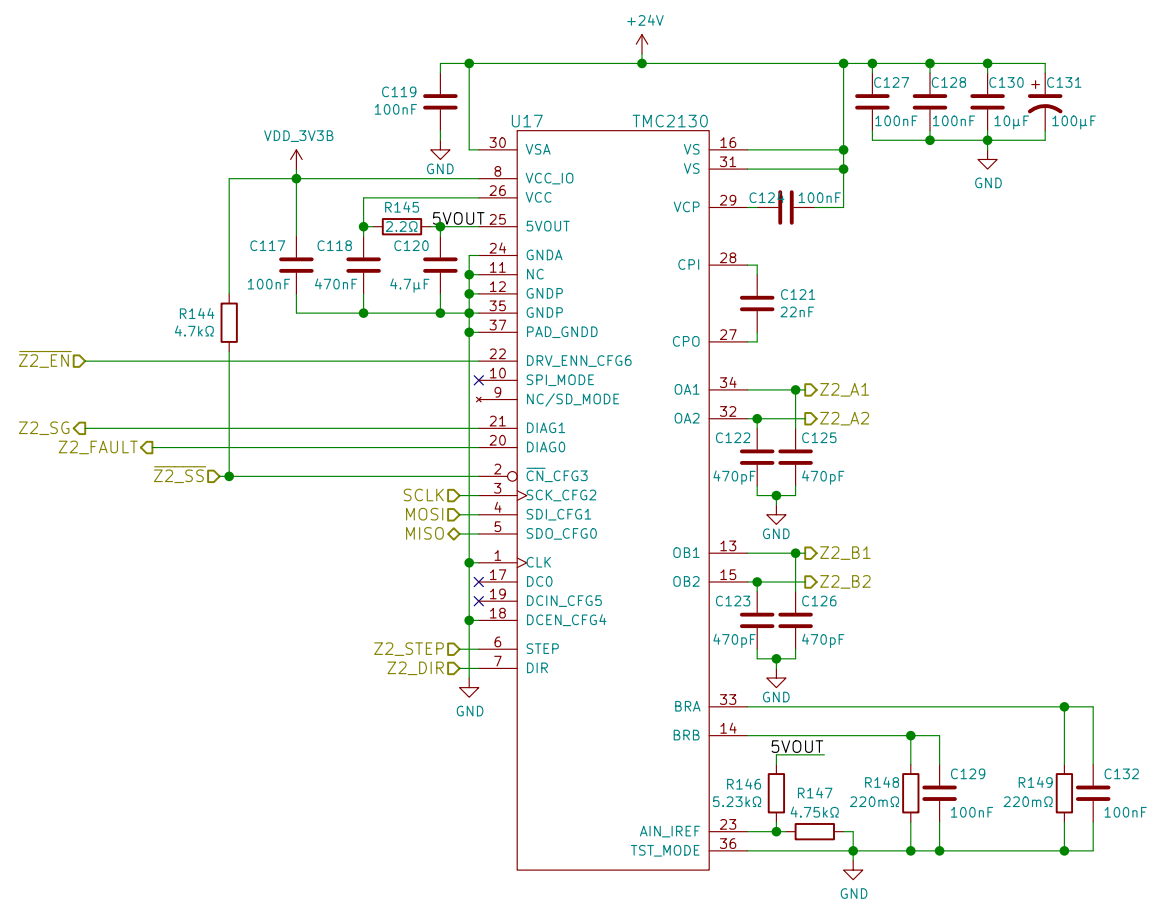 +24V
C119
100nF
GND
C127
100nF
C128
100nF
C130
10µF
+
C131
100µF
GND
VDD_3V3B
U17
TMC2130
30 VSA
8 VCC_IO
26 VCC
R145
2.2Ω
5VOUT
25 5VOUT
24 GNDA
11 NC
12 GNDP
35 GNDP
37 PAD_GNDD
C117
100nF
C118
470nF
C120
4.7µF
R144
4.7kΩ
Z2_EN
22 DRV_ENN_CFG6
10 SPI_MODE
9 NC/SD_MODE
Z2_SG
21 DIAG1
Z2_FAULT
20 DIAG0
Z2_SS
2 CN_CFG3
SCLK
3 SCK_CFG2
MOSI
4 SDI_CFG1
MISO
5 SDO_CFG0
1 CLK
17 DCO
19 DCIN_CFG5
18 DCEN_CFG4
Z2_STEP
6 STEP
Z2_DIR
7 DIR
GND
VS 16
VS 31
VCP 29
C124
100nF
CPI 28
C121
22nF
CPO 27
OA1 34
Z2_A1
OA2 32
Z2_A2
C122
470pF
C125
470pF
GND
OB1 13
Z2_B1
OB2 15
Z2_B2
C123
470pF
C126
470pF
GND
BRA 33
BRB 14
5VOUT
R146
5.23kΩ
R147
4.75kΩ
R148
220mΩ
C129
100nF
R149
220mΩ
C132
100nF
AIN_IREF 23
TST_MODE 36
GND